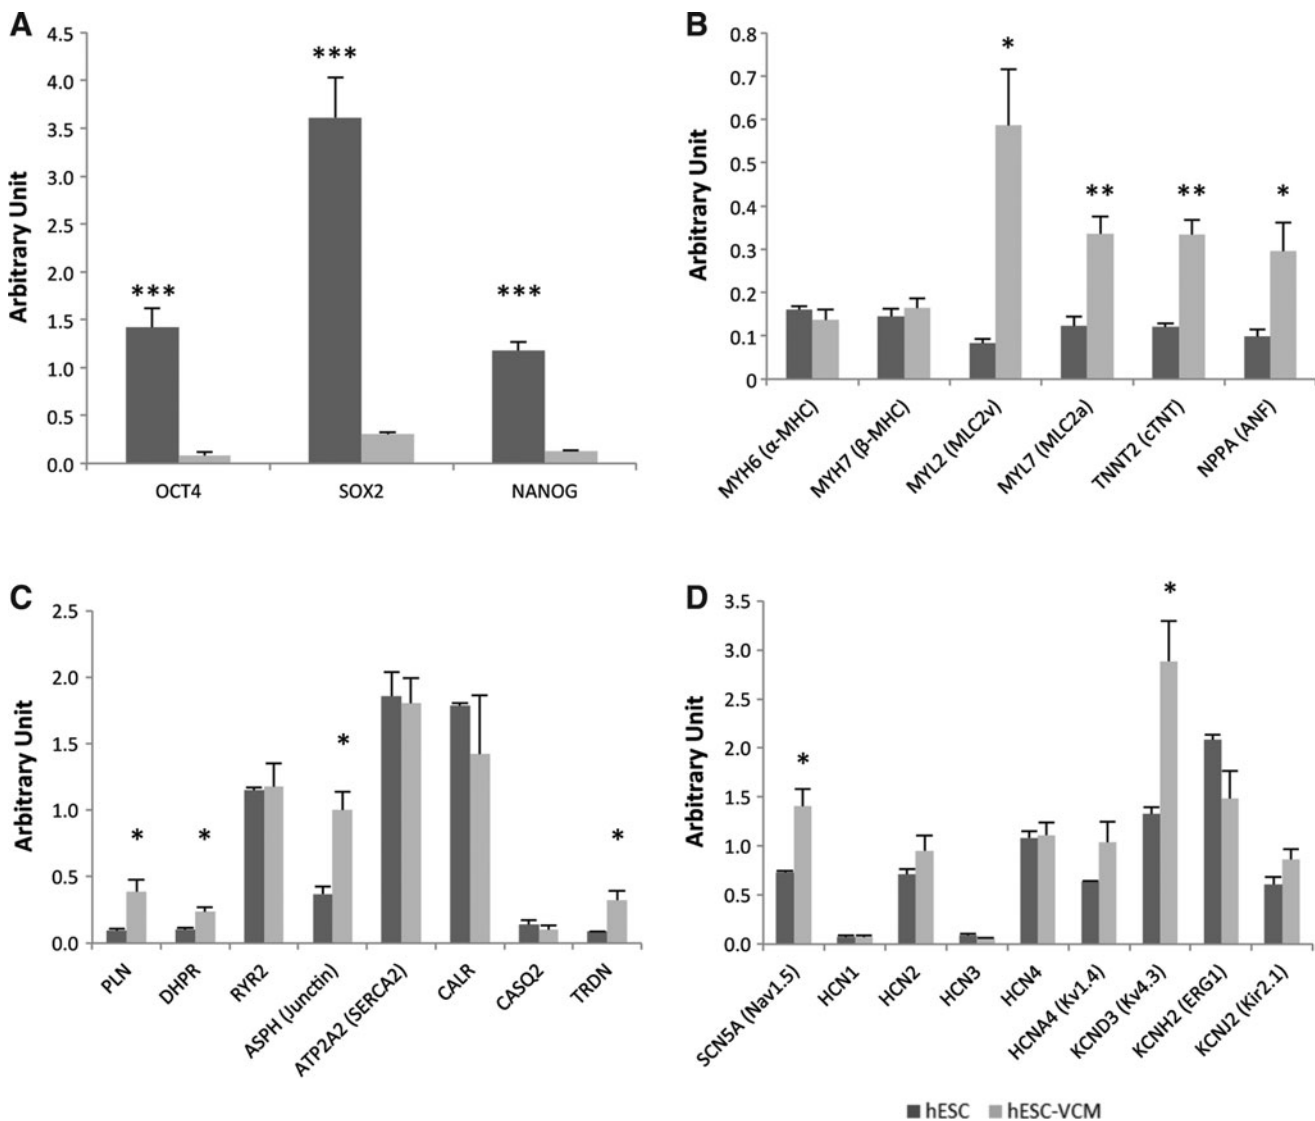 A
4.5
4.0
3.5
3.0
2.5
2.0
1.5
1.0
0.5
0.0
Arbitrary Unit
***
***
***
OCT4
SOX2
NANOG
B
0.8
0.7
0.6
0.5
0.4
0.3
0.2
0.1
0
Arbitrary Unit
*
**
**
*
MYH6 (α-MHC)
MYH7 (β-MHC)
MYL2 (MLC2v)
MYL7 (MLC2a)
TNNT2 (cTNT)
NPPA (ANF)
C
2.5
2.0
1.5
1.0
0.5
0.0
Arbitrary Unit
*
*
*
*
PLN
DHPR
RYR2
ASPH (Junctin)
ATP2A2 (SERCA2)
CALR
CASQ2
TRDN
D
3.5
3.0
2.5
2.0
1.5
1.0
0.5
0.0
Arbitrary Unit
*
*
SCN5A (Nav1.5)
HCN1
HCN2
HCN3
HCN4
HCNA4 (Kv1.4)
KCND3 (Kv4.3)
KCNH2 (ERG1)
KCNJ2 (Kir2.1)
hESC hESC-VCM